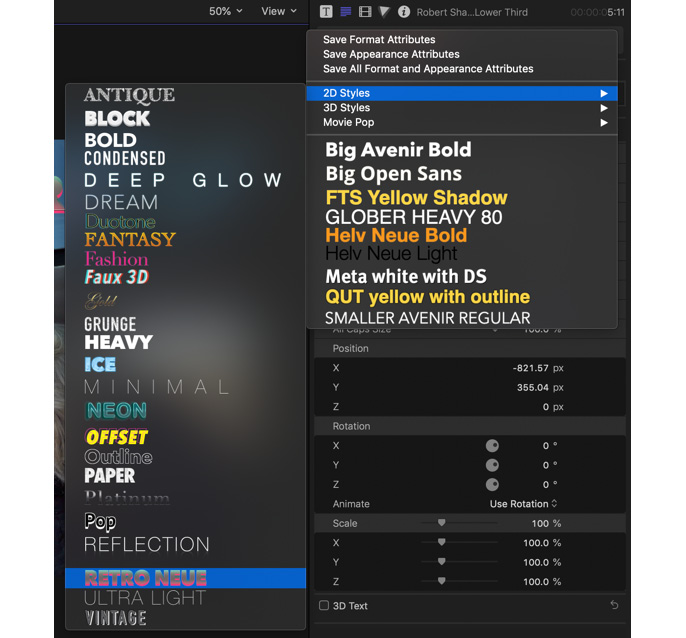 50% View
T i Robert Sha...Lower Third 00:00:05:11
Save Format Attributes
Save Appearance Attributes
Save All Format and Appearance Attributes
2D Styles
3D Styles
Movie Pop
Big Avenir Bold
Big Open Sans
FTS Yellow Shadow
GLOBER HEAVY 80
Helv Neue Bold
Helv Neue Light
Meta white with DS
QUT yellow with outline
SMALLER AVENIR REGULAR
ANTIQUE
BLOCK
BOLD
CONDENSED
DEEP GLOW
DREAM
Duotone
FANTASY
Fashion
Faux 3D
Gold
GRUNGE
HEAVY
ICE
MINIMAL
NEON
OFFSET
Outline
PAPER
Platinum
Pop
REFLECTION
RETRO NEUE
ULTRA LIGHT
VINTAGE
All Caps Size 100.0 %
Position
X -821.57 px
Y 355.04 px
Z 0 px
Rotation
X 0 °
Y 0 °
Z 0 °
Animate Use Rotation
Scale 100 %
X 100.0 %
Y 100.0 %
Z 100.0 %
3D Text